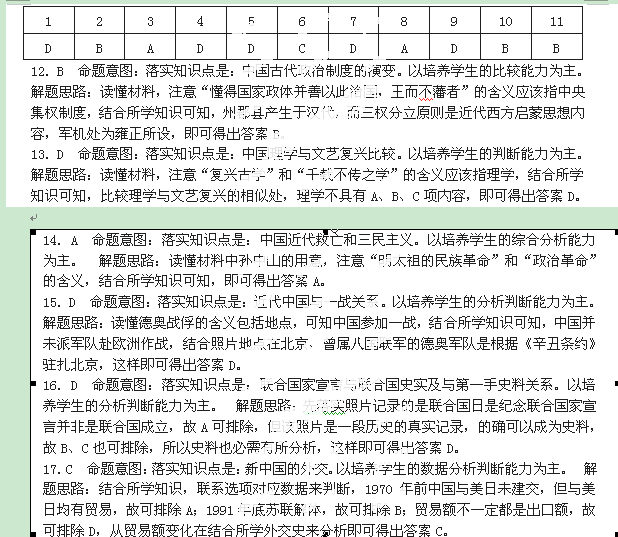 1 2 3 4 5 6 7 8 9 10 11
D B A D D C D A D B B
12. B 命题意图：落实知识点是：中国古代政治制度的演变。以培养学生的比较能力为主。
解题思路：读懂材料，注意“懂得国家政体并善以此治国，王而不藩者”的含义应该指中央
集权制度，结合所学知识可知，州郡县产生于汉代，而三权分立原则是近代西方启蒙思想内
容，军机处为雍正所设，即可得出答案 B。
13. D 命题意图：落实知识点是：中国理学与文艺复兴比较。以培养学生的判断能力为主。
解题思路：读懂材料，注意“复兴古学”和“千载不传之学”的含义应该指理学，结合所学
知识可知，比较理学与文艺复兴的相似处，理学不具有 A、B、C 项内容，即可得出答案 D。
14. A 命题意图：落实知识点是：中国近代救亡和三民主义。以培养学生的综合分析能力
为主。 解题思路：读懂材料中孙中山的用意，注意“明太祖的民族革命”和“政治革命”
的含义，结合所学知识可知，即可得出答案 A。
15. D 命题意图：落实知识点是：近代中国与一战关系。以培养学生的分析判断能力为主。
解题思路：读懂德奥战俘的含义包括地点，可知中国参加一战，结合所学知识可知，中国并
未派军队赴欧洲作战，结合照片地点在北京、曾属八国联军的德奥军队是根据《辛丑条约》
驻扎北京，这样即可得出答案 D。
16. D 命题意图：落实知识点是：联合国家宣言与联合国史实及与第一手史料关系。以培
养学生的分析判断能力为主。 解题思路：先落实照片记录的是联合国日是纪念联合国家宣
言并非是联合国成立，故 A 可排除，但该照片是一段历史的真实记录，的确可以成为史料，
故 B、C 也可排除，所以史料也必需有所分析，这样即可得出答案 D。
17. C 命题意图：落实知识点是：新中国的外交。以培养学生的数据分析判断能力为主。 解
题思路：结合所学知识，联系选项对应数据来判断，1970 年前中国与美日未建交，但与美
日均有贸易，故可排除 A；1991 年底苏联解体，故可排除 B；贸易额不一定都是出口额，故
可排除 D，从贸易额变化在结合所学外交史来分析即可得出答案 C。